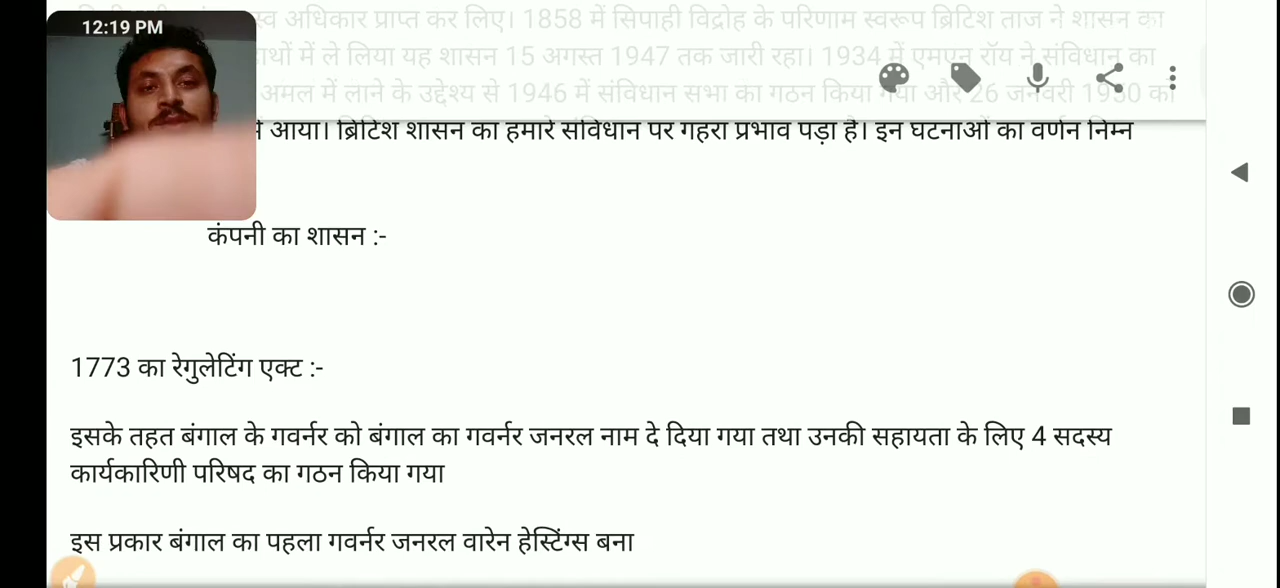 12:19 PM
स्व अधिकार प्राप्त कर लिए। 1858 में सिपाही विद्रोह के परिणाम स्वरूप ब्रिटिश ताज ने शासन का
में ले लिया यह शासन 15 अगस्त 1947 तक जारी रहा। 1934 में एमएन रॉय ने संविधान का
अमल में लाने के उद्देश्य से 1946 में संविधान सभा का गठन किया गया और 26 जनवरी 1950 को
आया। ब्रिटिश शासन का हमारे संविधान पर गहरा प्रभाव पड़ा है। इन घटनाओं का वर्णन निम्न
कंपनी का शासन :-
1773 का रेगुलेटिंग एक्ट :-
इसके तहत बंगाल के गवर्नर को बंगाल का गवर्नर जनरल नाम दे दिया गया तथा उनकी सहायता के लिए 4 सदस्य
कार्यकारिणी परिषद का गठन किया गया
इस प्रकार बंगाल का पहला गवर्नर जनरल वारेन हेस्टिंग्स बना